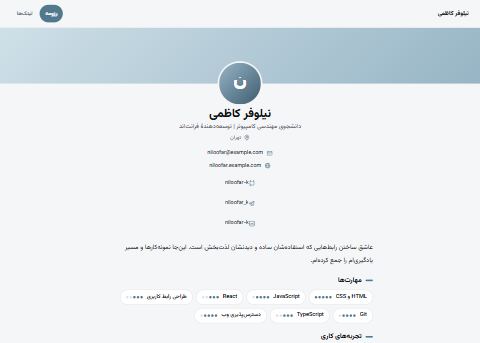 نیلوفر کاظمی
رزومه
لینک‌ها
ن
نیلوفر کاظمی
دانشجوی مهندسی کامپیوتر | توسعه‌دهندهٔ فرانت‌اند
تهران
niloofar@example.com
niloofar.example.com
niloofar-k
niloofar_k
niloofar-k
عاشق ساختن رابط‌هایی که استفاده‌شان ساده و دیدنشان لذت‌بخش است. این‌جا نمونه‌کارها و مسیر
یادگیری‌ام را جمع کرده‌ام.
مهارت‌ها
HTML و CSS JavaScript React طراحی رابط کاربری
Git TypeScript دسترس‌پذیری وب
تجربه‌های کاری